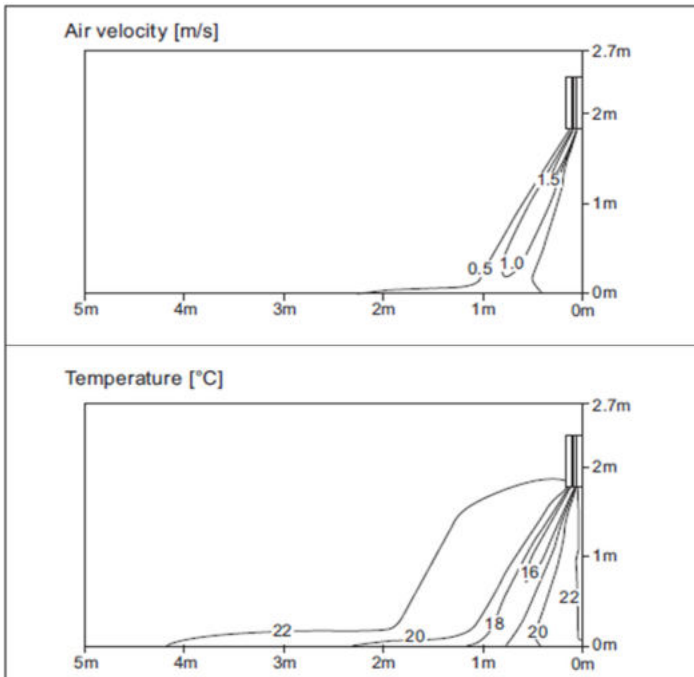 Air velocity [m/s]
2.7m
2m
1.5
1m
0.5 1.0
0m
5m 4m 3m 2m 1m 0m
Temperature [°C]
2.7m
2m
1m
16
22
18
22 20 20
0m
5m 4m 3m 2m 1m 0m